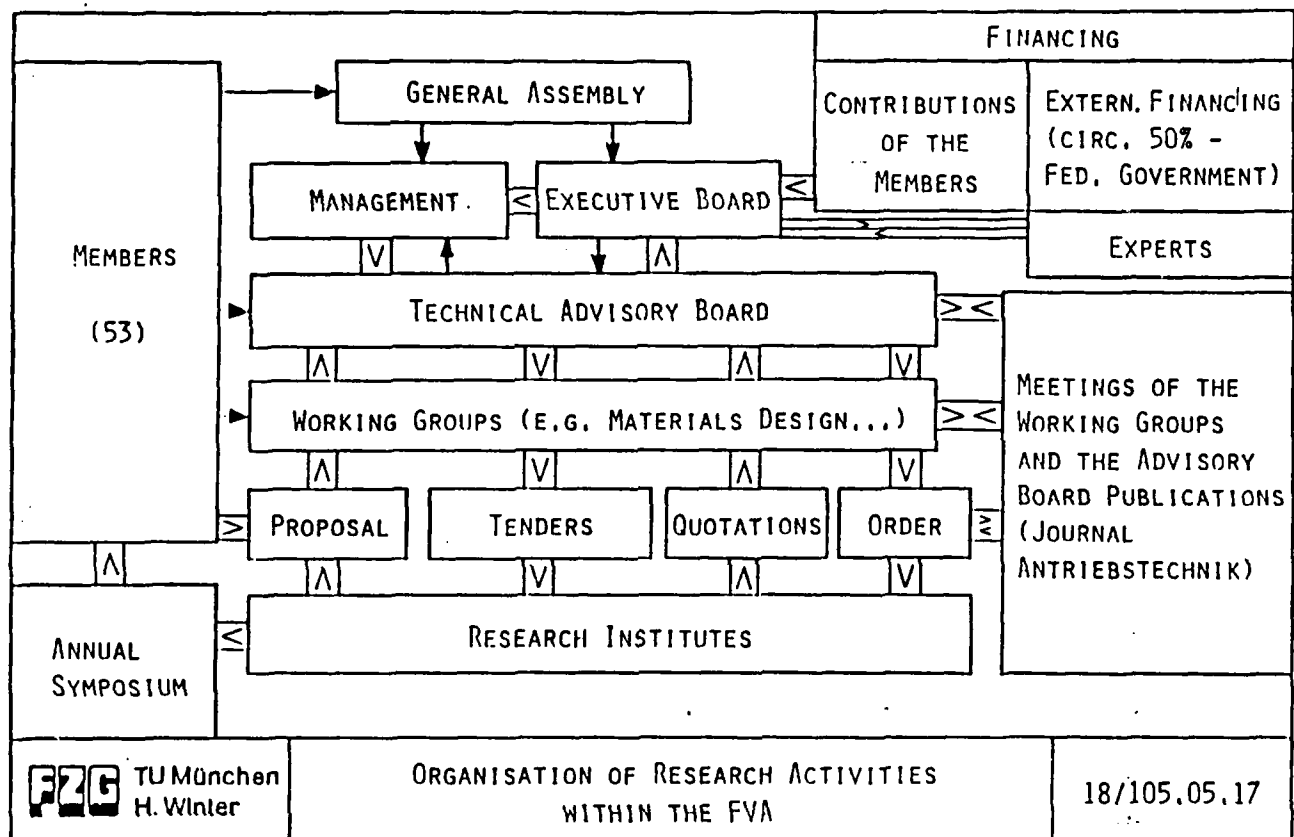 FINANCING
CONTRIBUTIONS
OF THE
MEMBERS
EXTERN. FINANCING
(CIRC. 50% -
FED. GOVERNMENT)
EXPERTS
GENERAL ASSEMBLY
MANAGEMENT
EXECUTIVE BOARD
MEMBERS
(53)
TECHNICAL ADVISORY BOARD
WORKING GROUPS (E.G. MATERIALS DESIGN...)
PROPOSAL
TENDERS
QUOTATIONS
ORDER
RESEARCH INSTITUTES
MEETINGS OF THE
WORKING GROUPS
AND THE ADVISORY
BOARD PUBLICATIONS
(JOURNAL
ANTRIEBSTECHNIK)
ANNUAL
SYMPOSIUM
FZG TU München
H. Winter
ORGANISATION OF RESEARCH ACTIVITIES
WITHIN THE FVA
18/105.05.17